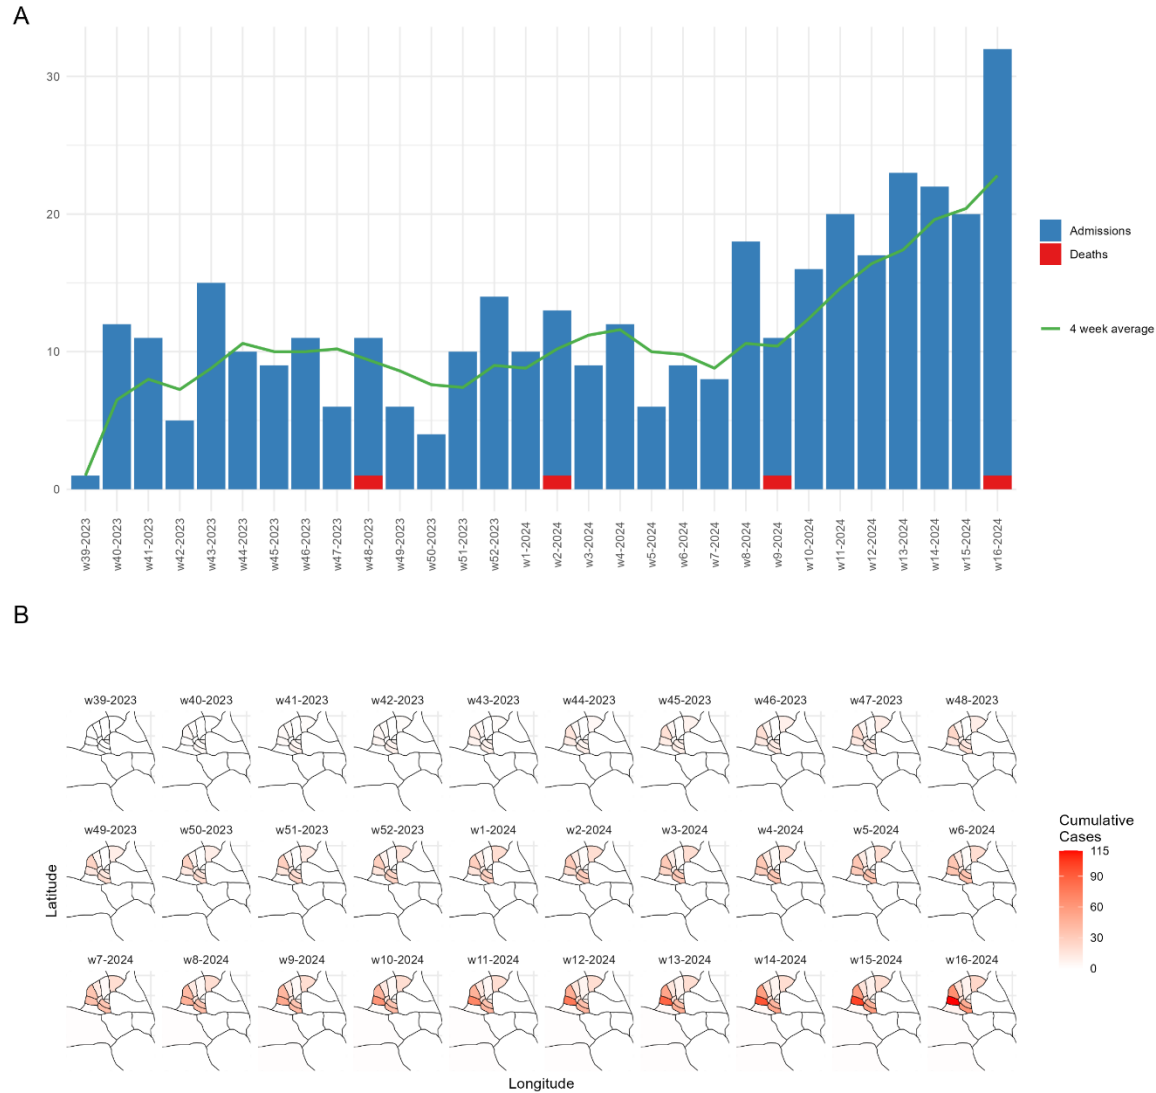 A
30
20
10
0
w39-2023
w40-2023
w41-2023
w42-2023
w43-2023
w44-2023
w45-2023
w46-2023
w47-2023
w48-2023
w49-2023
w50-2023
w51-2023
w52-2023
w1-2024
w2-2024
w3-2024
w4-2024
w5-2024
w6-2024
w7-2024
w8-2024
w9-2024
w10-2024
w11-2024
w12-2024
w13-2024
w14-2024
w15-2024
w16-2024
Admissions
Deaths
4 week average
B
w39-2023 w40-2023 w41-2023 w42-2023 w43-2023 w44-2023 w45-2023 w46-2023 w47-2023 w48-2023
w49-2023 w50-2023 w51-2023 w52-2023 w1-2024 w2-2024 w3-2024 w4-2024 w5-2024 w6-2024
w7-2024 w8-2024 w9-2024 w10-2024 w11-2024 w12-2024 w13-2024 w14-2024 w15-2024 w16-2024
Latitude
Longitude
Cumulative
Cases
115
90
60
30
0